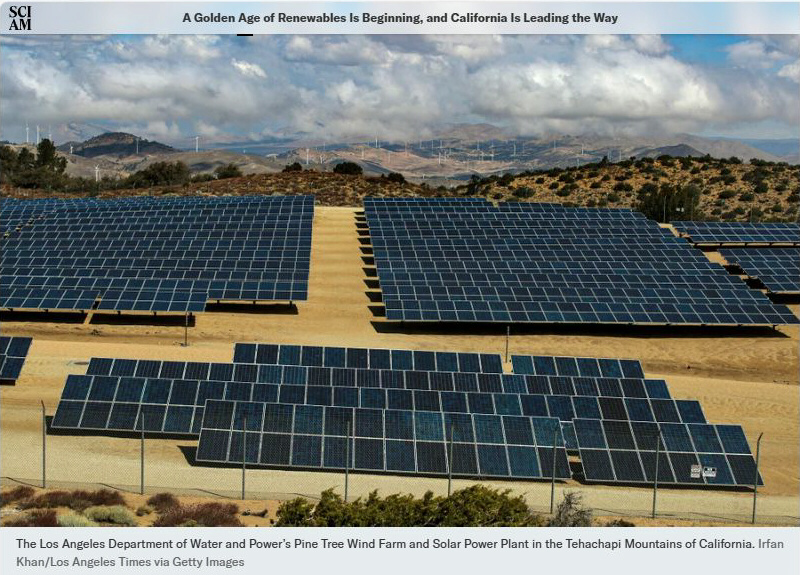 SCI
AM
A Golden Age of Renewables Is Beginning, and California Is Leading the Way
The Los Angeles Department of Water and Power's Pine Tree Wind Farm and Solar Power Plant in the Tehachapi Mountains of California. Irfan
Khan/Los Angeles Times via Getty Images